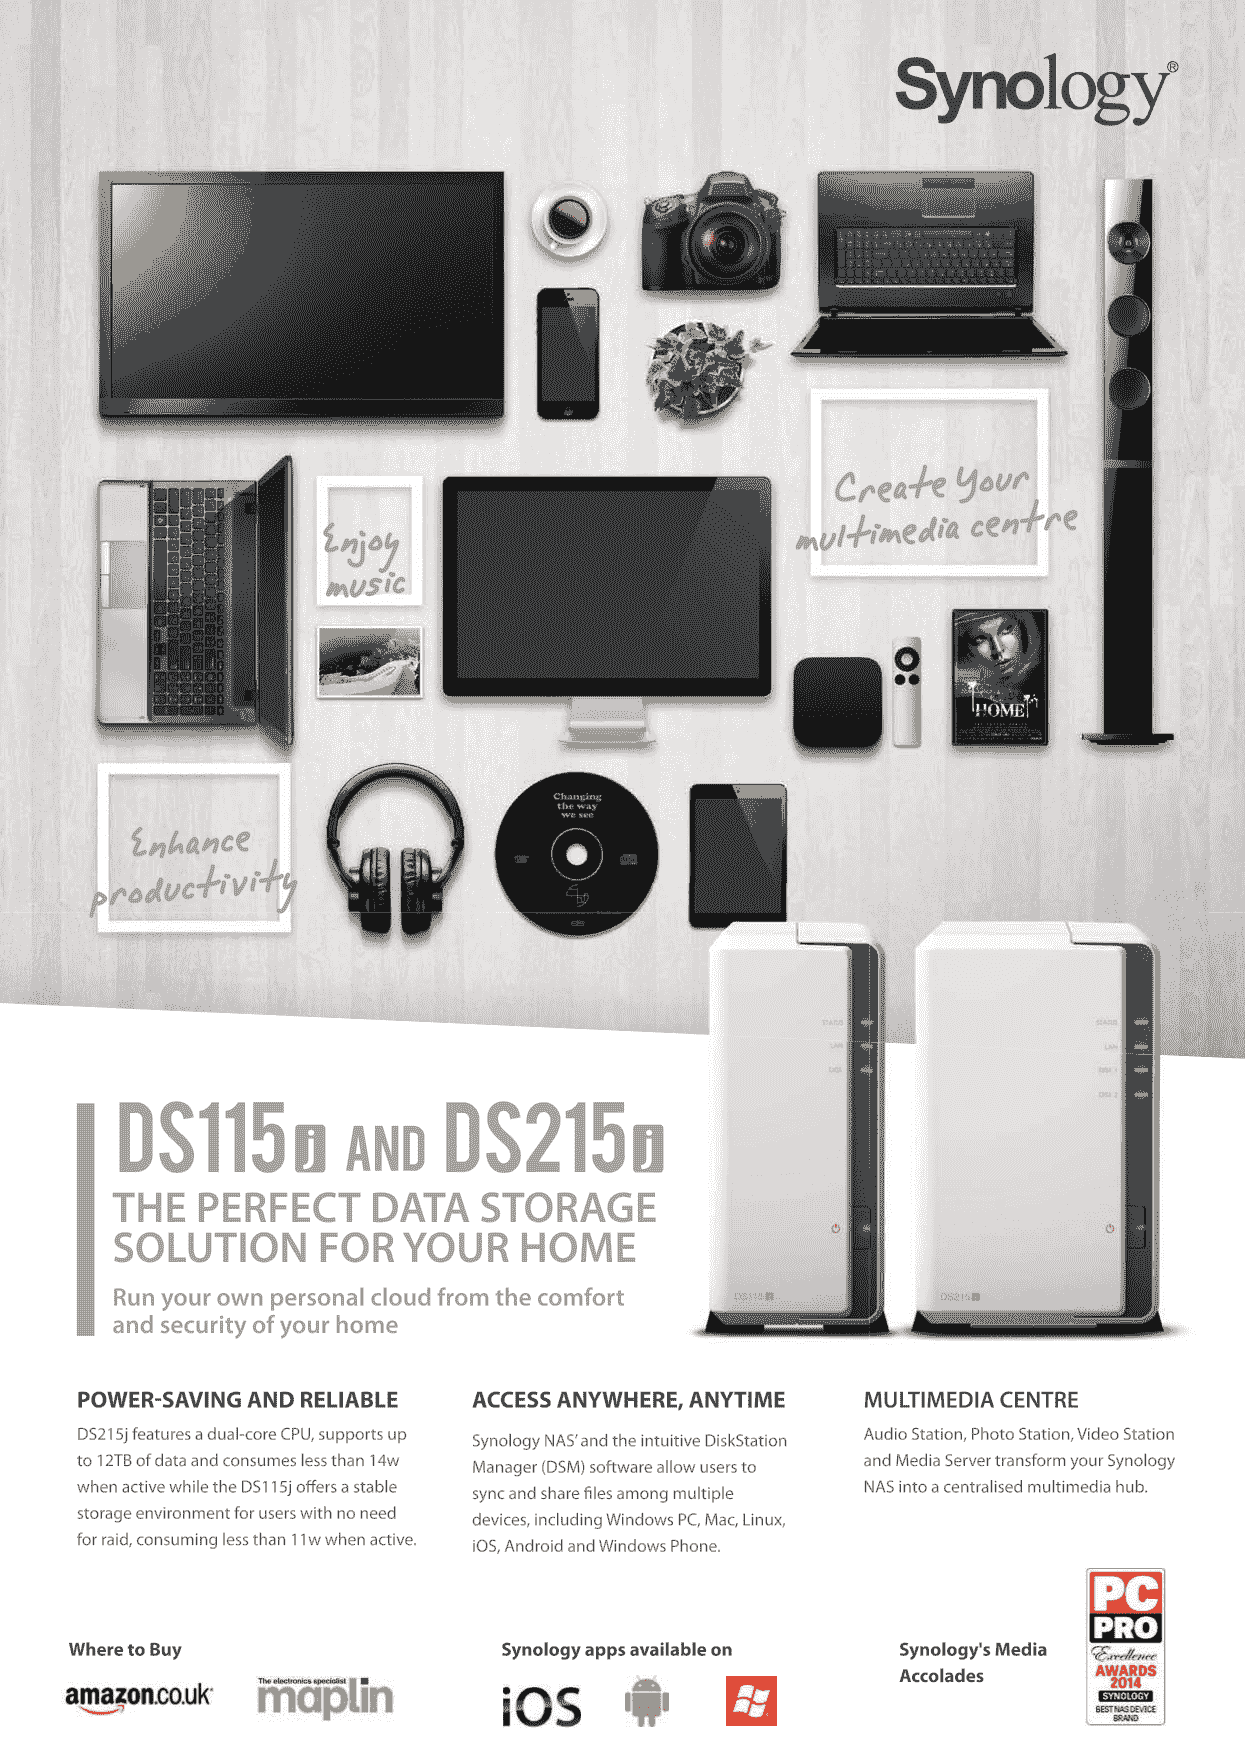 Synology®
Create Your
multimedia centre
Enjoy
music
HOME
Enhance
productivity
Changing
the way
we see
STATUS
LAN
DISK
STATUS
LAN
DISK 1
DISK 2
DS115j
DS215j
DS115j AND DS215j
THE PERFECT DATA STORAGE
SOLUTION FOR YOUR HOME
Run your own personal cloud from the comfort
and security of your home
POWER-SAVING AND RELIABLE
DS215j features a dual-core CPU, supports up
to 12TB of data and consumes less than 14w
when active while the DS115j offers a stable
storage environment for users with no need
for raid, consuming less than 11w when active.
ACCESS ANYWHERE, ANYTIME
Synology NAS' and the intuitive DiskStation
Manager (DSM) software allow users to
sync and share files among multiple
devices, including Windows PC, Mac, Linux,
iOS, Android and Windows Phone.
MULTIMEDIA CENTRE
Audio Station, Photo Station, Video Station
and Media Server transform your Synology
NAS into a centralised multimedia hub.
Where to Buy
amazon.co.uk
The electronics specialist
maplin
Synology apps available on
iOS
Synology's Media
Accolades
PC
PRO
Excellence
AWARDS
2014
SYNOLOGY
BEST NAS DEVICE
BRAND